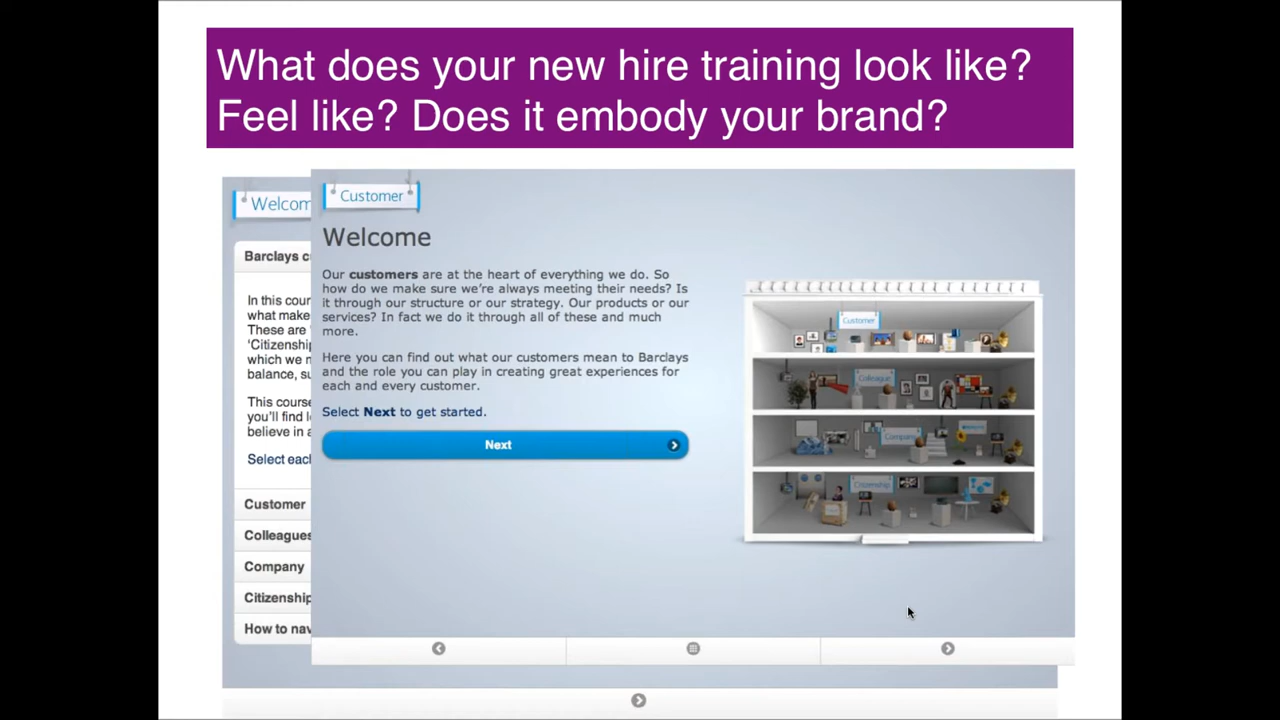 What does your new hire training look like?
Feel like? Does it embody your brand?
Welcom
Barclays c
In this cour
what make
These are '
'Citizenship
which we m
balance, su
This course
you'll find l
believe in a
Select each
Customer
Colleagues
Company
Citizenship
How to nav
Customer
Welcome
Our customers are at the heart of everything we do. So
how do we make sure we're always meeting their needs? Is
it through our structure or our strategy. Our products or our
services? In fact we do it through all of these and much
more.
Here you can find out what our customers mean to Barclays
and the role you can play in creating great experiences for
each and every customer.
Select Next to get started.
Next
Customer
Colleague
Company
Citizenship